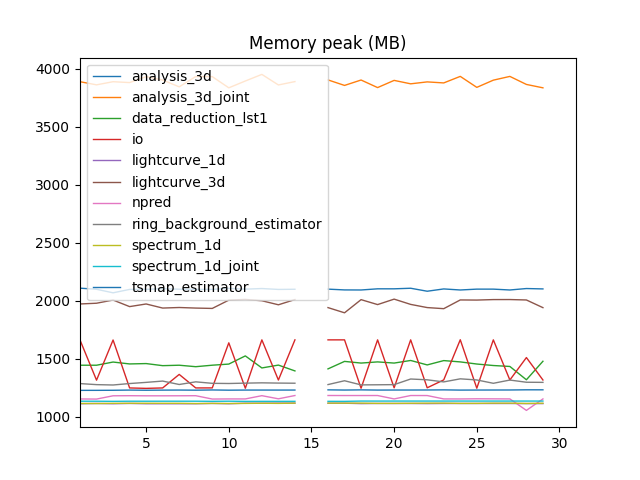 Memory peak (MB)
4000
3500
3000
2500
2000
1500
1000
analysis_3d
analysis_3d_joint
data_reduction_lst1
io
lightcurve_1d
lightcurve_3d
npred
ring_background_estimator
spectrum_1d
spectrum_1d_joint
tsmap_estimator
5
10
15
20
25
30